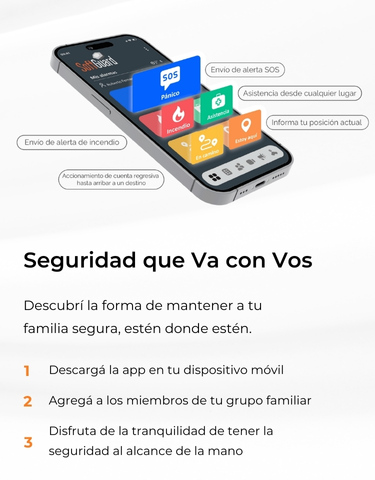 SoftGuard
Mis alertas
SOS
Pánico
Incendio
Asistencia
En camino
Estoy aquí
Envío de alerta SOS
Asistencia desde cualquier lugar
Informa tu posición actual
Envío de alerta de incendio
Accionamiento de cuenta regresiva
hasta arribar a un destino
Seguridad que Va con Vos
Descubrí la forma de mantener a tu
familia segura, estén donde estén.
1 Descargá la app en tu dispositivo móvil
2 Agregá a los miembros de tu grupo familiar
3 Disfruta de la tranquilidad de tener la
seguridad al alcance de la mano